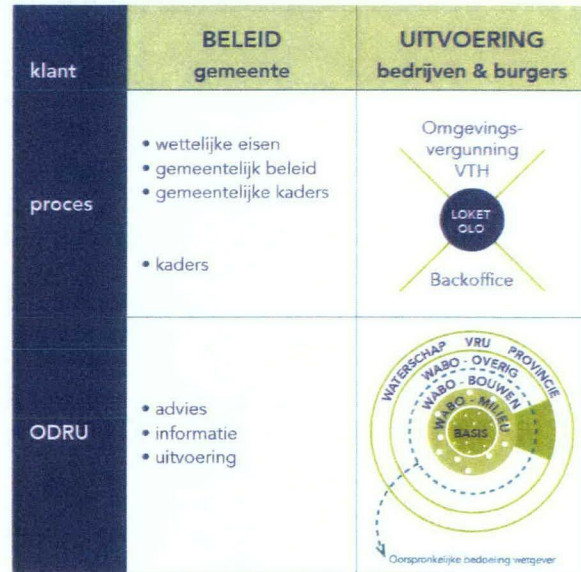 klant
BELEID
gemeente
UITVOERING
bedrijven & burgers
proces
• wettelijke eisen
• gemeentelijk beleid
• gemeentelijke kaders
• kaders
Omgevings-
vergunning
VTH
LOKET
OLO
Backoffice
ODRU
• advies
• informatie
• uitvoering
WATERSCHAP VRU PROVINCIE
WABO - OVERIG
WABO - BOUWEN
WABO - MILIEU
BASIS
Oorspronkelijke bedoeling wetgever